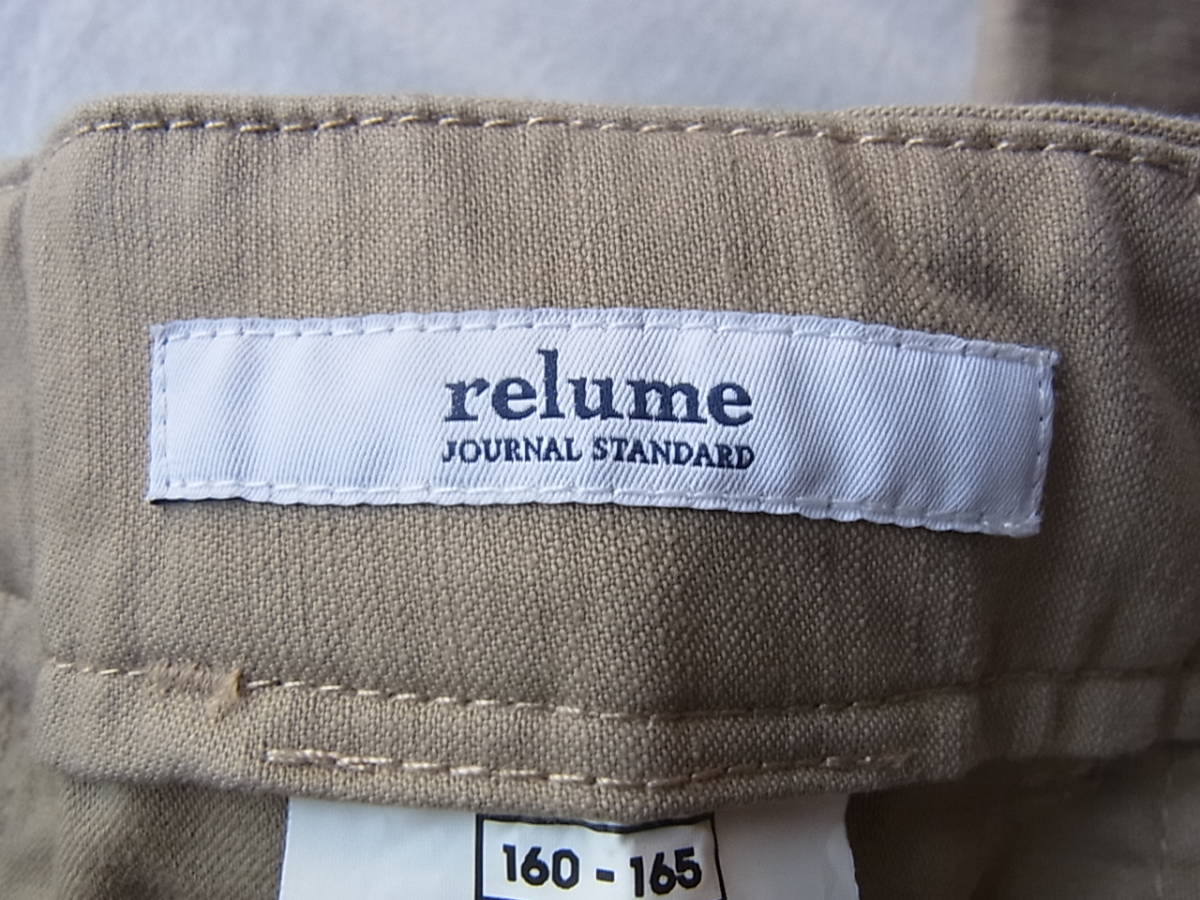 relume
JOURNAL STANDARD
160 - 165